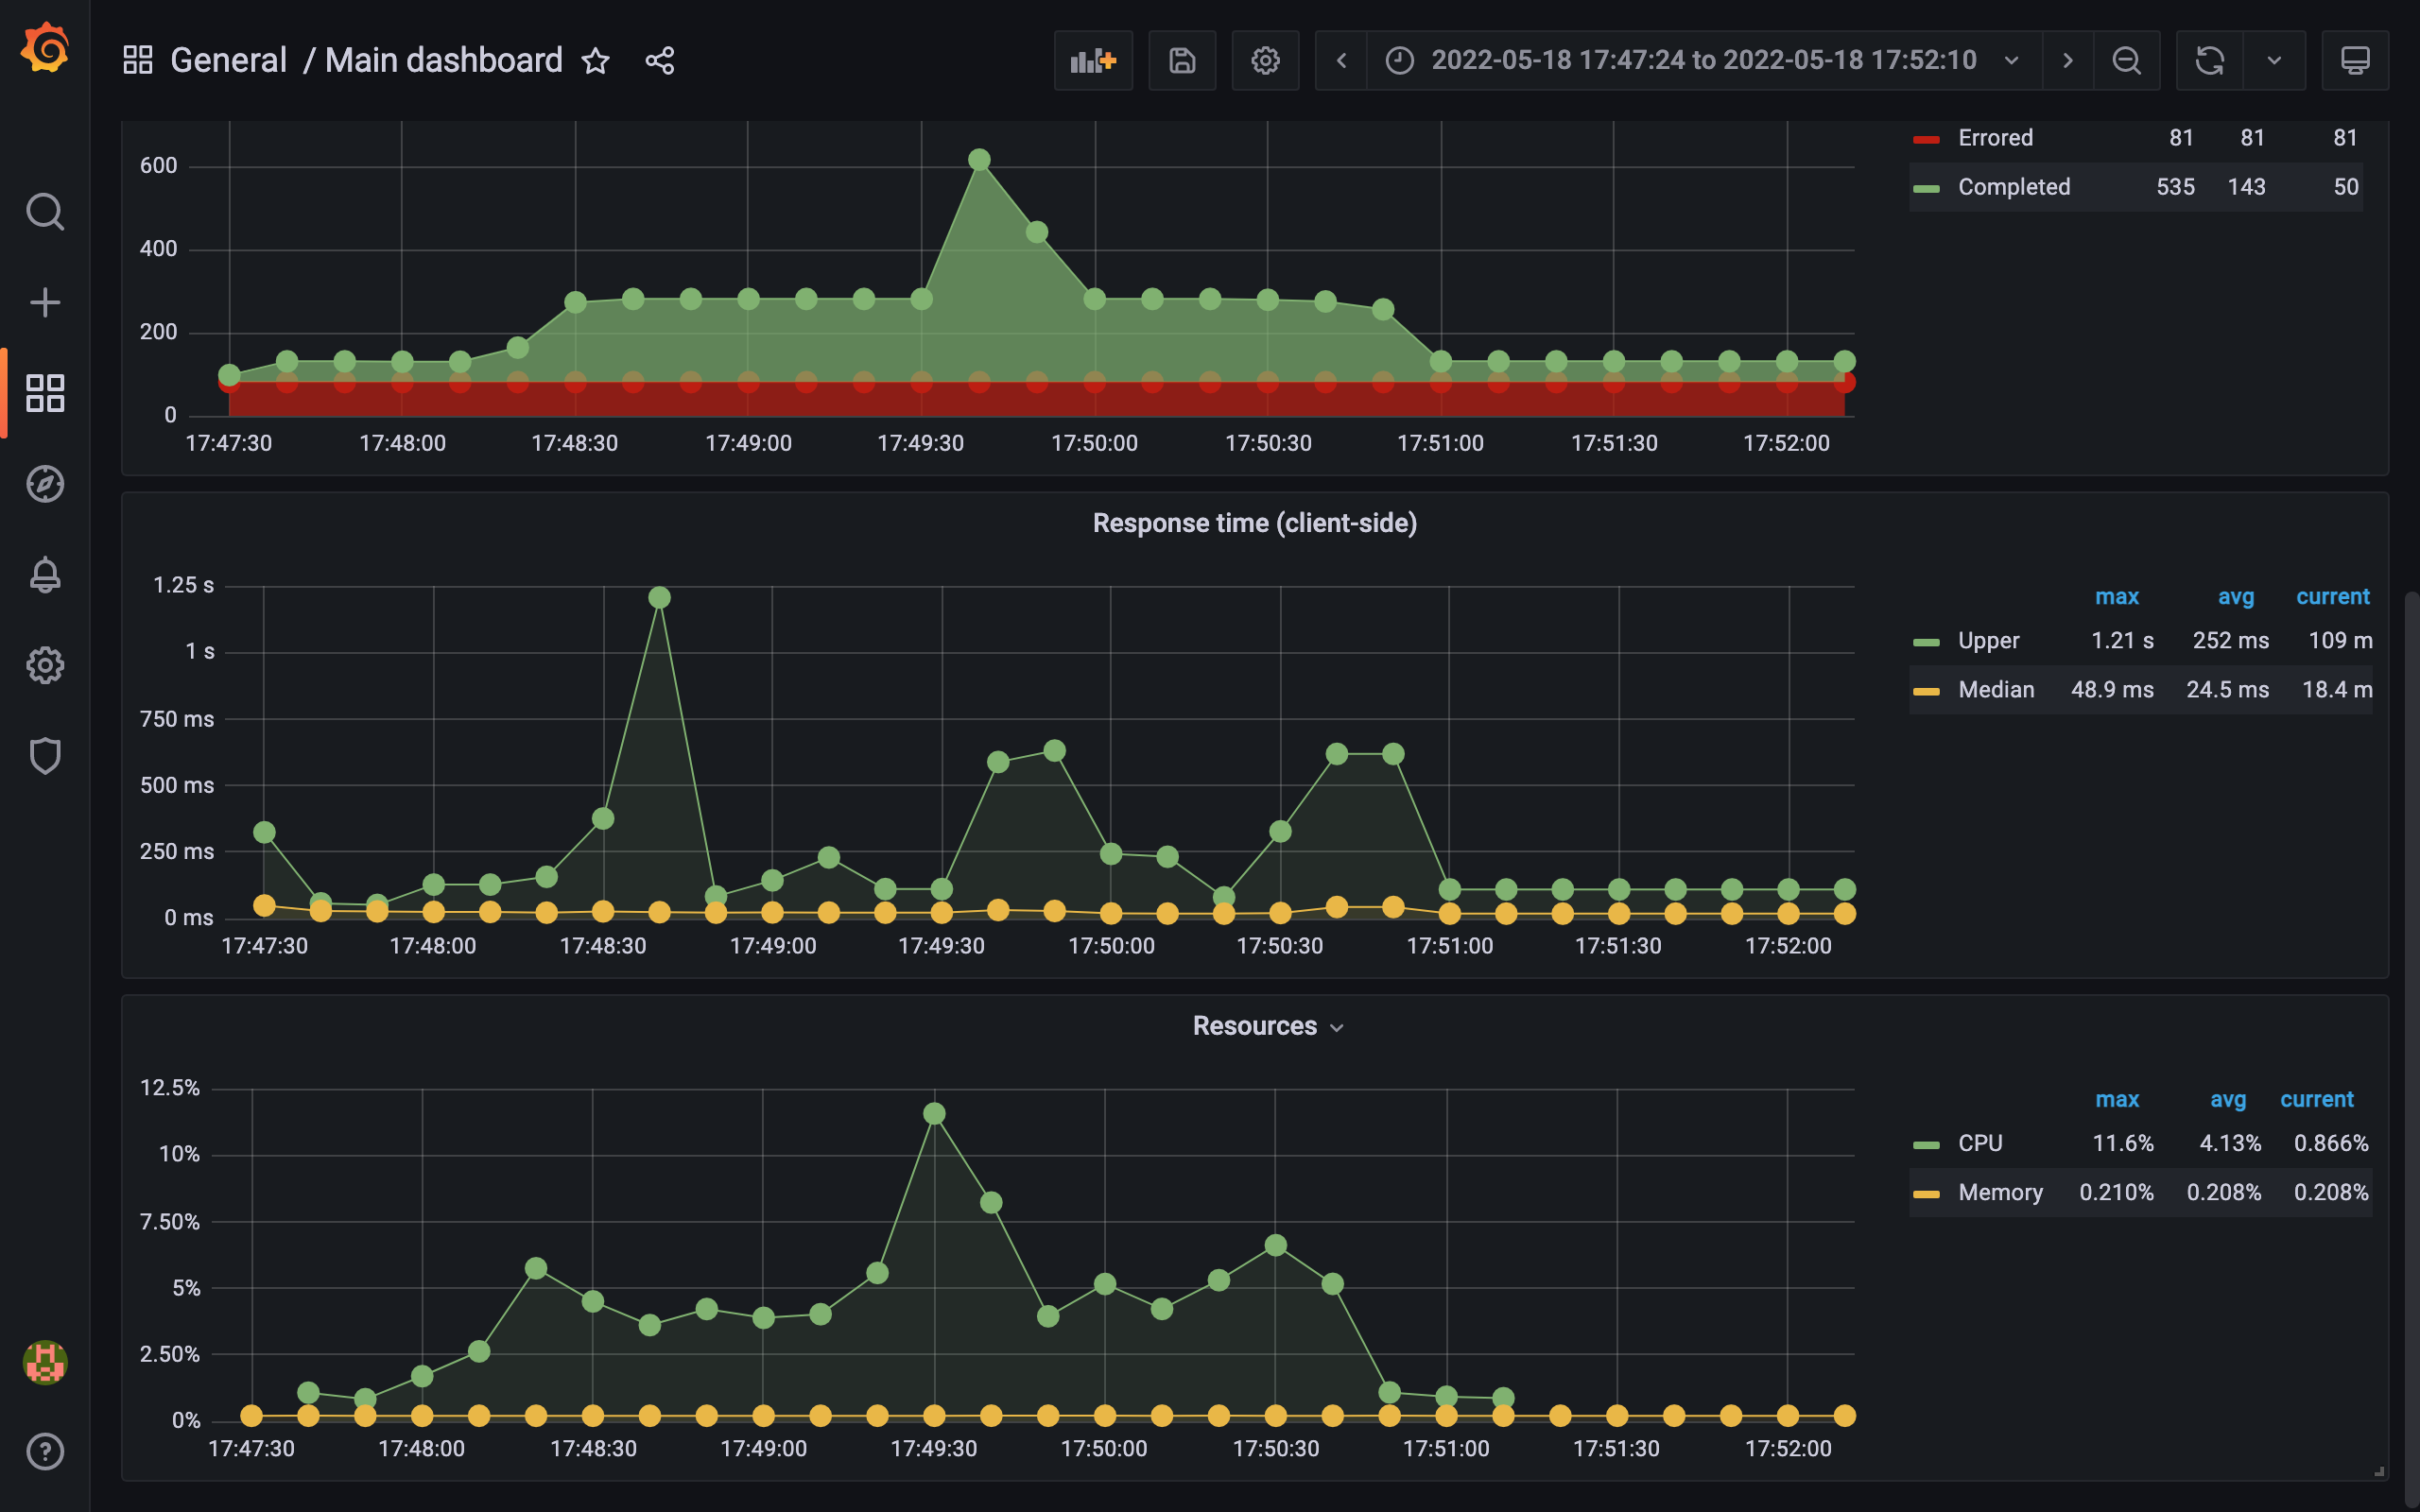 General / Main dashboard
2022-05-18 17:47:24 to 2022-05-18 17:52:10
600
400
200
0
17:47:30 17:48:00 17:48:30 17:49:00 17:49:30 17:50:00 17:50:30 17:51:00 17:51:30 17:52:00
Errored 81 81 81
Completed 535 143 50
Response time (client-side)
1.25 s
1 s
750 ms
500 ms
250 ms
0 ms
17:47:30 17:48:00 17:48:30 17:49:00 17:49:30 17:50:00 17:50:30 17:51:00 17:51:30 17:52:00
max avg current
Upper 1.21 s 252 ms 109 m
Median 48.9 ms 24.5 ms 18.4 m
Resources
12.5%
10%
7.50%
5%
2.50%
0%
17:47:30 17:48:00 17:48:30 17:49:00 17:49:30 17:50:00 17:50:30 17:51:00 17:51:30 17:52:00
max avg current
CPU 11.6% 4.13% 0.866%
Memory 0.210% 0.208% 0.208%